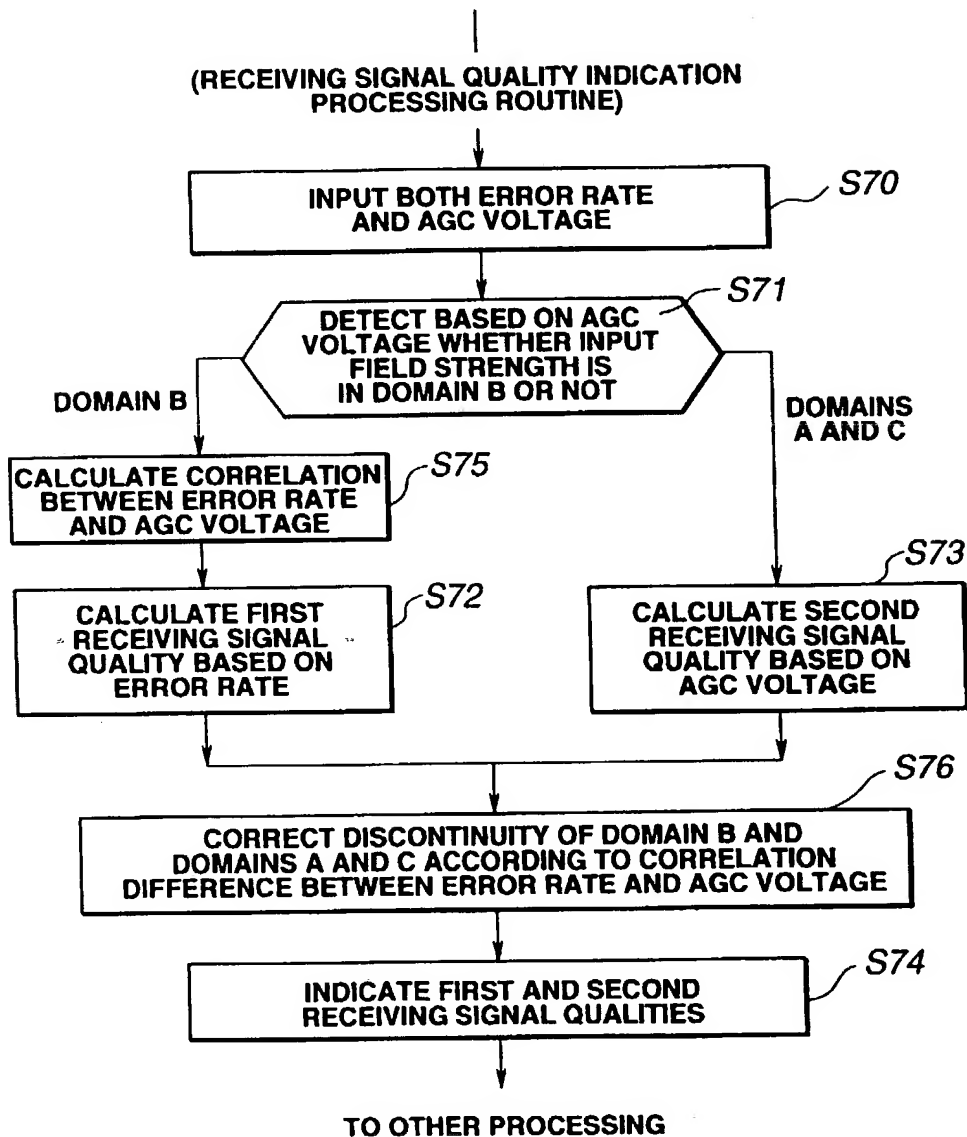 (RECEIVING SIGNAL QUALITY INDICATION
PROCESSING ROUTINE)
S70
INPUT BOTH ERROR RATE
AND AGC VOLTAGE
S71
DETECT BASED ON AGC
VOLTAGE WHETHER INPUT
FIELD STRENGTH IS
IN DOMAIN B OR NOT
DOMAIN B
DOMAINS
A AND C
S75
CALCULATE CORRELATION
BETWEEN ERROR RATE
AND AGC VOLTAGE
S72
CALCULATE FIRST
RECEIVING SIGNAL
QUALITY BASED ON
ERROR RATE
S73
CALCULATE SECOND
RECEIVING SIGNAL
QUALITY BASED ON
AGC VOLTAGE
S76
CORRECT DISCONTINUITY OF DOMAIN B AND
DOMAINS A AND C ACCORDING TO CORRELATION
DIFFERENCE BETWEEN ERROR RATE AND AGC VOLTAGE
S74
INDICATE FIRST AND SECOND
RECEIVING SIGNAL QUALITIES
TO OTHER PROCESSING